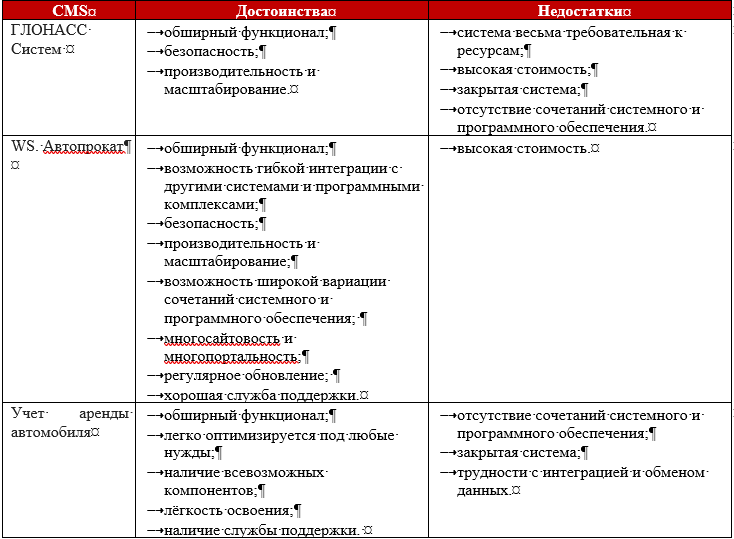 CMS
Достоинства
Недостатки
ГЛОНАСС
Систем
обширный функционал;
безопасность;
производительность и
масштабирование.
система весьма требовательная к
ресурсам;
высокая стоимость;
закрытая система;
отсутствие сочетаний системного и
программного обеспечения.
WS. Автопрокат
обширный функционал;
возможность гибкой интеграции с
другими системами и программными
комплексами;
безопасность;
производительность и
масштабирование;
возможность широкой вариации
сочетаний системного и
программного обеспечения;
многосайтовость и
многопортальность;
регулярное обновление;
хорошая служба поддержки.
высокая стоимость.
Учет аренды
автомобиля
обширный функционал;
легко оптимизируется под любые
нужды;
наличие всевозможных
компонентов;
лёгкость освоения;
наличие службы поддержки.
отсутствие сочетаний системного и
программного обеспечения;
закрытая система;
трудности с интеграцией и обменом
данных.